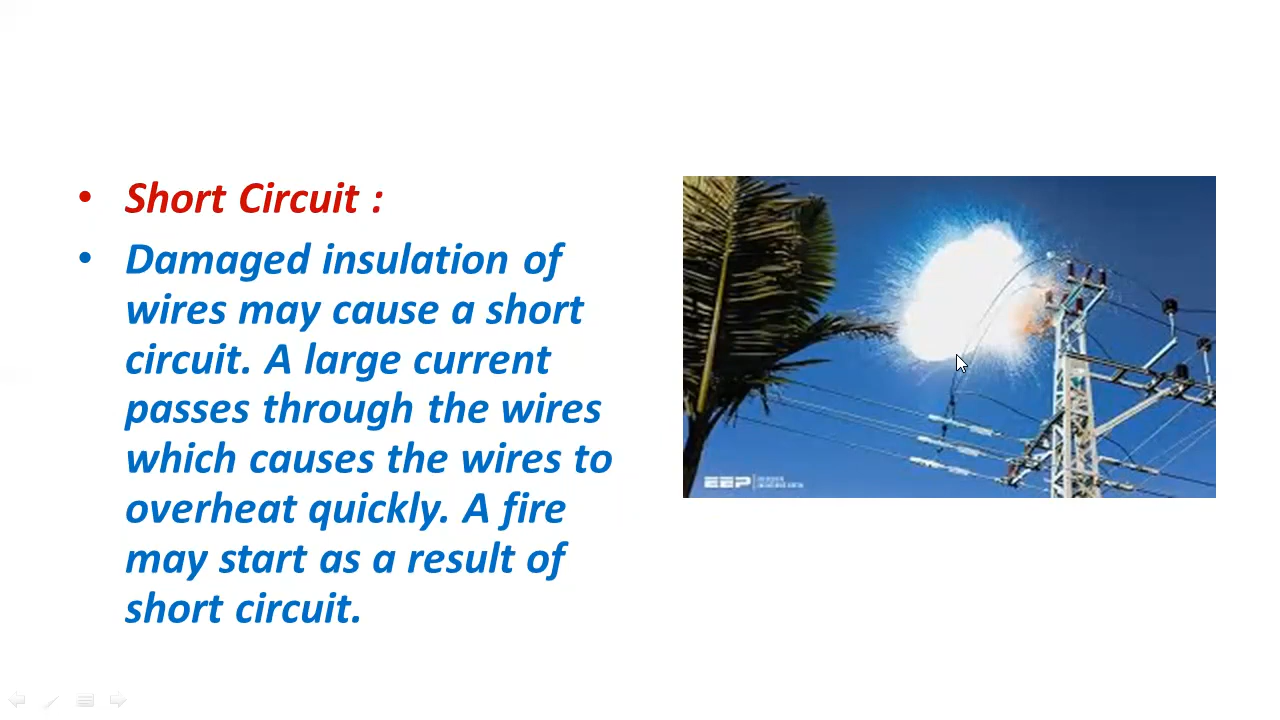 • Short Circuit :
• Damaged insulation of
wires may cause a short
circuit. A large current
passes through the wires
which causes the wires to
overheat quickly. A fire
may start as a result of
short circuit.
EEP